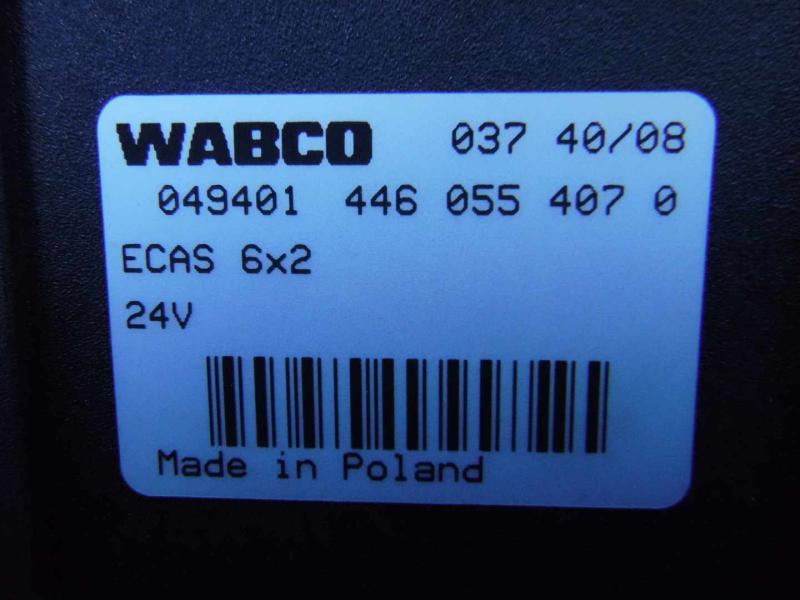 WABCO 037 40/08
049401 446 055 407 0
ECAS 6x2
24V
Made in Poland